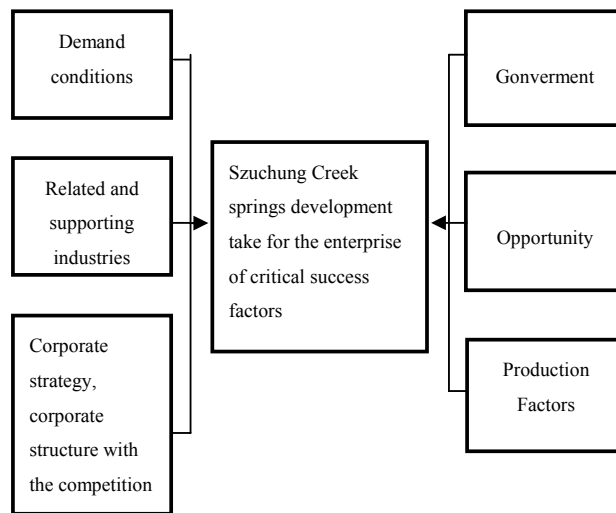 Demand
conditions
Related and
supporting
industries
Corporate
strategy,
corporate
structure with
the competition
Szuchung Creek
springs development
take for the enterprise
of critical success
factors
Gonverment
Opportunity
Production
Factors